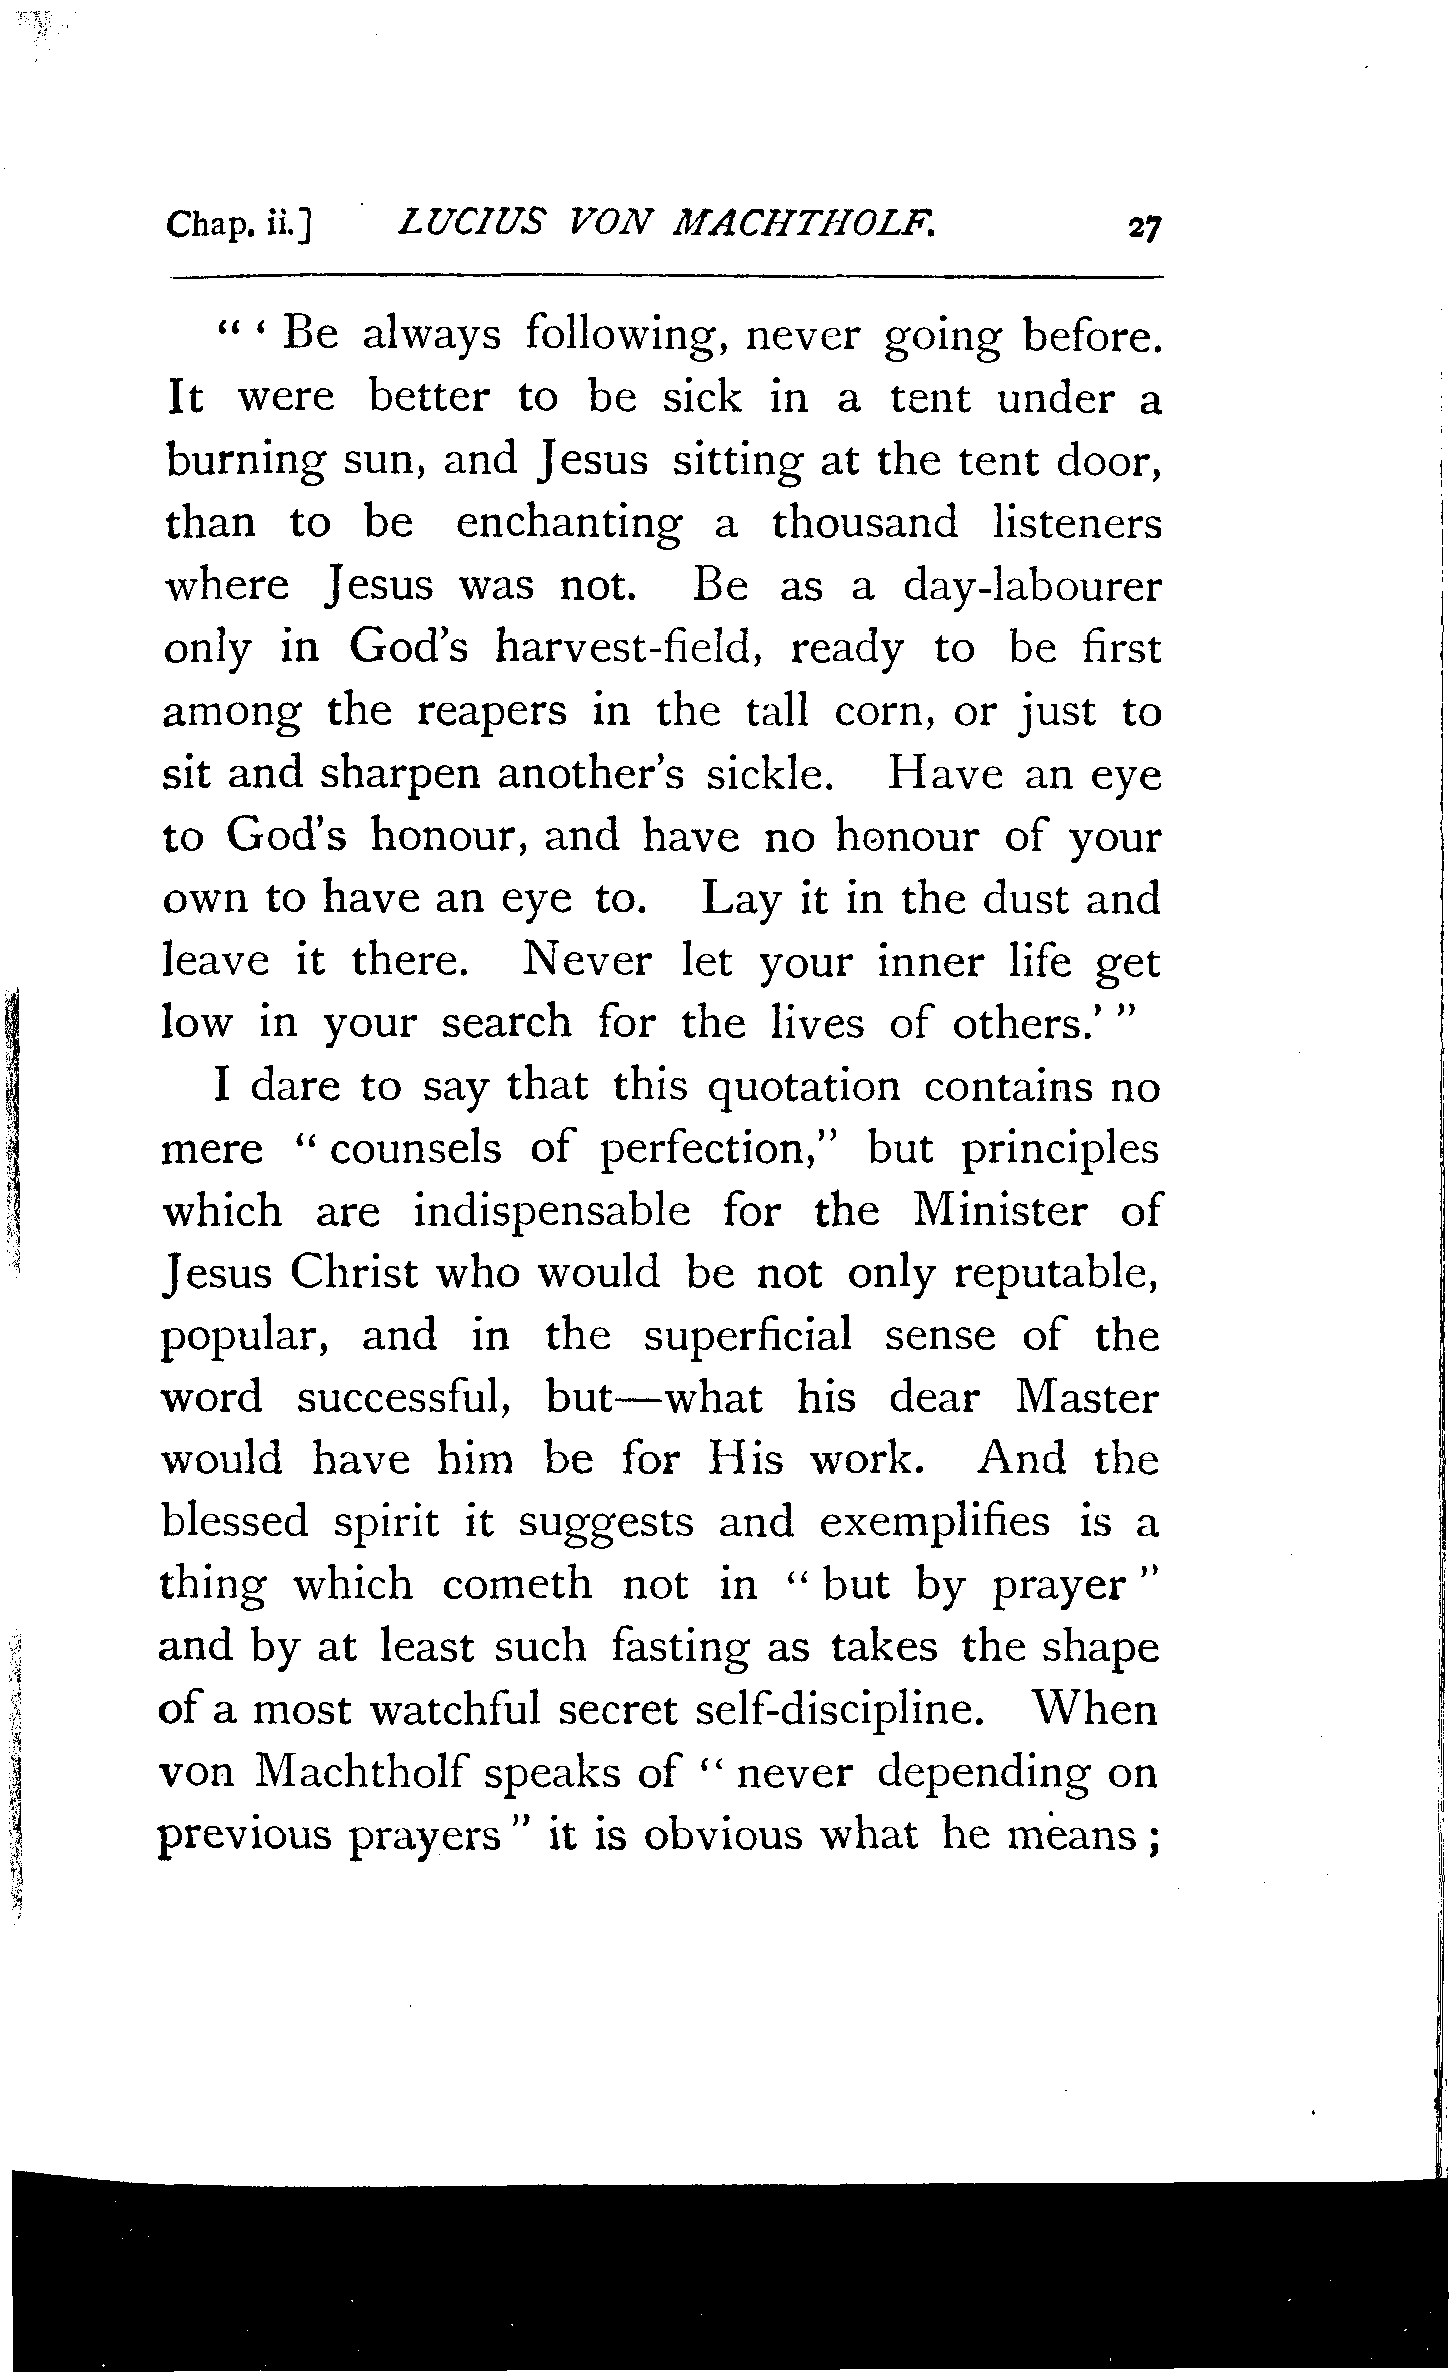 Chap. ii.] LUCIUS VON MACHTHOLF. 27
“ ‘ Be always following, never going before.
It were better to be sick in a tent under a
burning sun, and Jesus sitting at the tent door,
than to be enchanting a thousand listeners
where Jesus was not. Be as a day-labourer
only in God’s harvest-field, ready to be first
among the reapers in the tall corn, or just to
sit and sharpen another’s sickle. Have an eye
to God’s honour, and have no honour of your
own to have an eye to. Lay it in the dust and
leave it there. Never let your inner life get
low in your search for the lives of others.’ ”
I dare to say that this quotation contains no
mere “ counsels of perfection,” but principles
which are indispensable for the Minister of
Jesus Christ who would be not only reputable,
popular, and in the superficial sense of the
word successful, but—what his dear Master
would have him be for His work. And the
blessed spirit it suggests and exemplifies is a
thing which cometh not in “ but by prayer ”
and by at least such fasting as takes the shape
of a most watchful secret self-discipline. When
von Machtholf speaks of “ never depending on
previous prayers ” it is obvious what he means ;